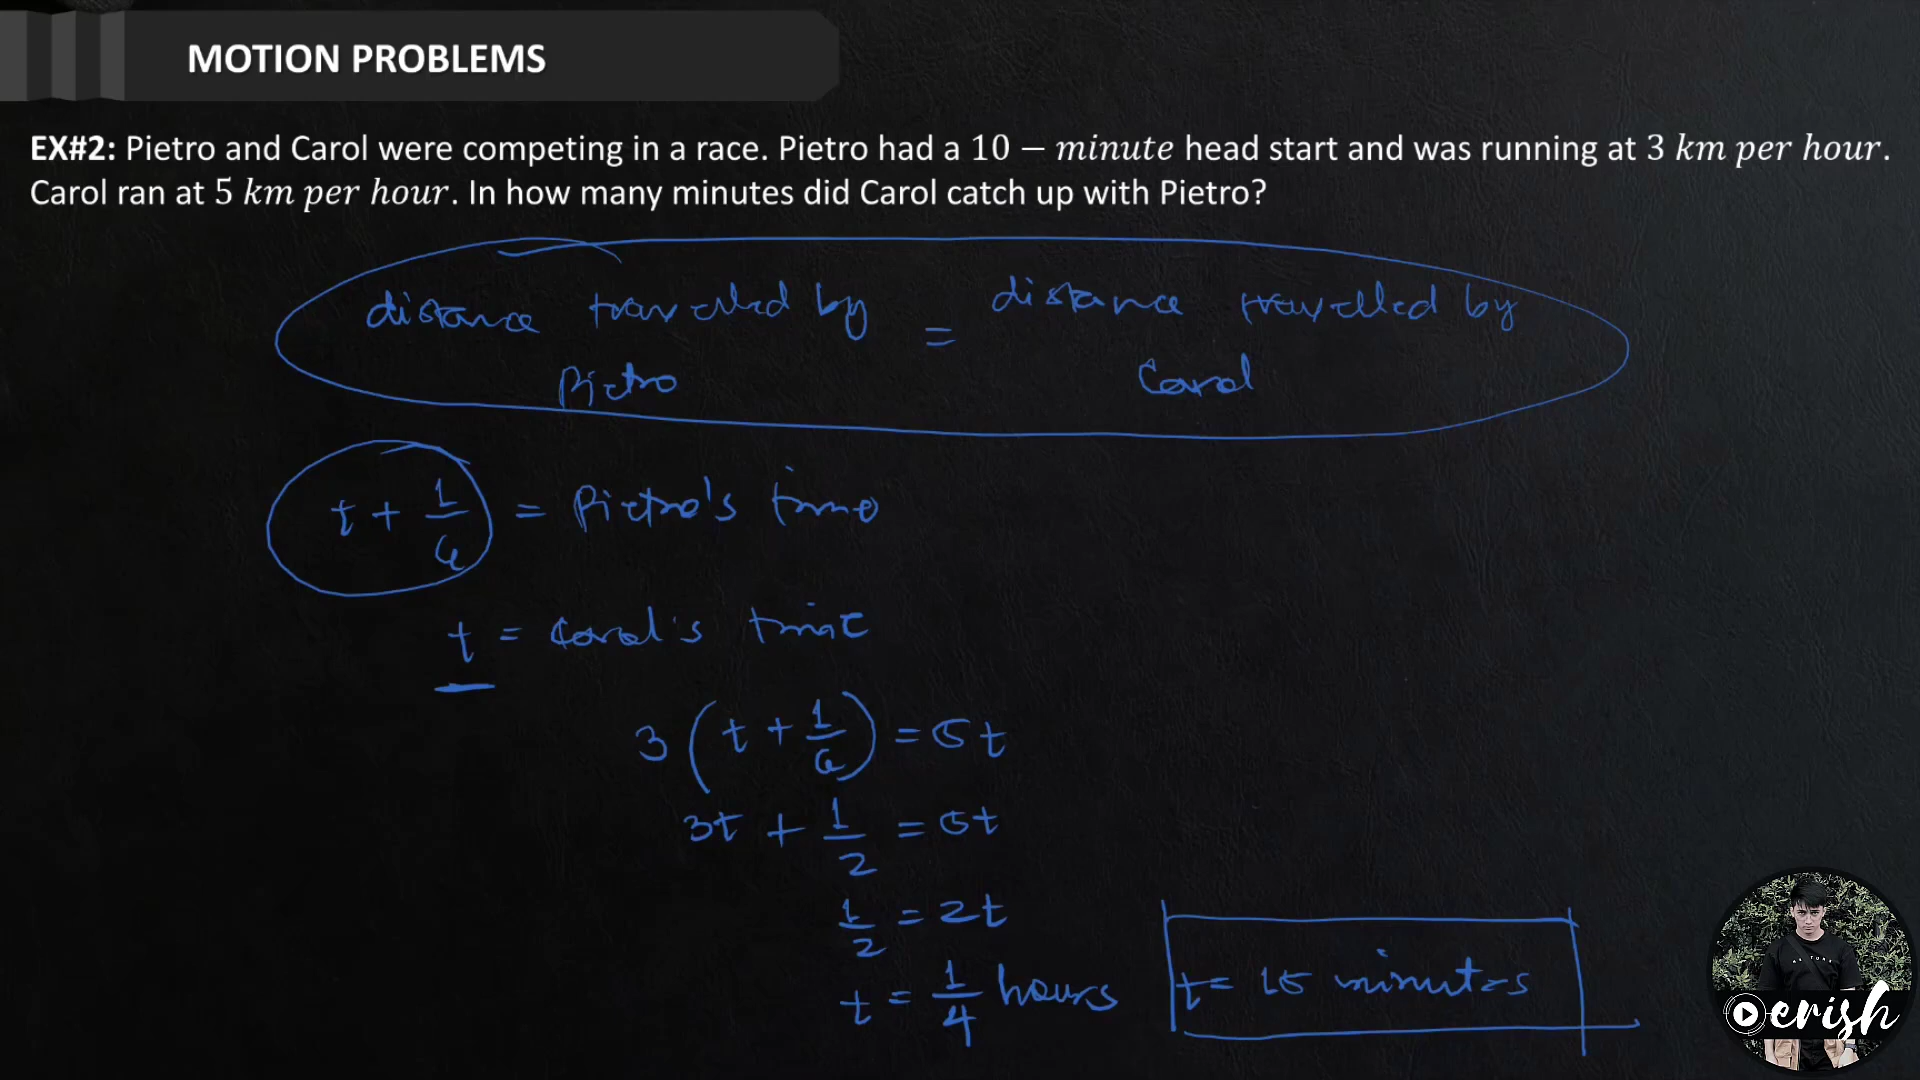 MOTION PROBLEMS
EX#2: Pietro and Carol were competing in a race. Pietro had a 10 − minute head start and was running at 3 km per hour.
Carol ran at 5 km per hour. In how many minutes did Carol catch up with Pietro?
distance travelled by = distance travelled by
Pietro Carol
t + 1/6 = Pietro's time
t = Carol's time
3 (t + 1/6) = 5t
3t + 1/2 = 5t
1/2 = 2t
t = 1/4 hours
t = 15 minutes
erish